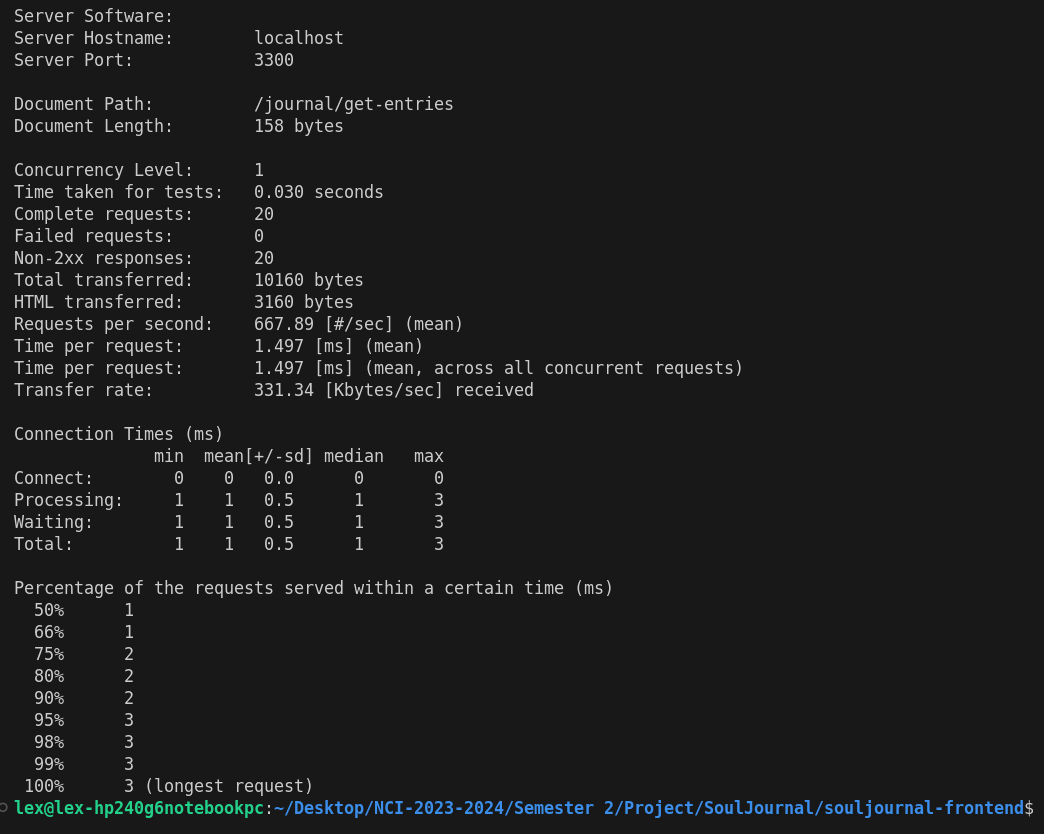 Server Software:
Server Hostname:        localhost
Server Port:            3300

Document Path:          /journal/get-entries
Document Length:        158 bytes

Concurrency Level:      1
Time taken for tests:   0.030 seconds
Complete requests:      20
Failed requests:        0
Non-2xx responses:      20
Total transferred:      10160 bytes
HTML transferred:       3160 bytes
Requests per second:    667.89 [#/sec] (mean)
Time per request:       1.497 [ms] (mean)
Time per request:       1.497 [ms] (mean, across all concurrent requests)
Transfer rate:          331.34 [Kbytes/sec] received

Connection Times (ms)
              min  mean[+/-sd] median   max
Connect:        0    0   0.0      0       0
Processing:     1    1   0.5      1       3
Waiting:        1    1   0.5      1       3
Total:          1    1   0.5      1       3

Percentage of the requests served within a certain time (ms)
  50%      1
  66%      1
  75%      2
  80%      2
  90%      2
  95%      3
  98%      3
  99%      3
 100%      3 (longest request)
lex@lex-hp240g6notebookpc:~/Desktop/NCI-2023-2024/Semester 2/Project/SoulJournal/souljournal-frontend$